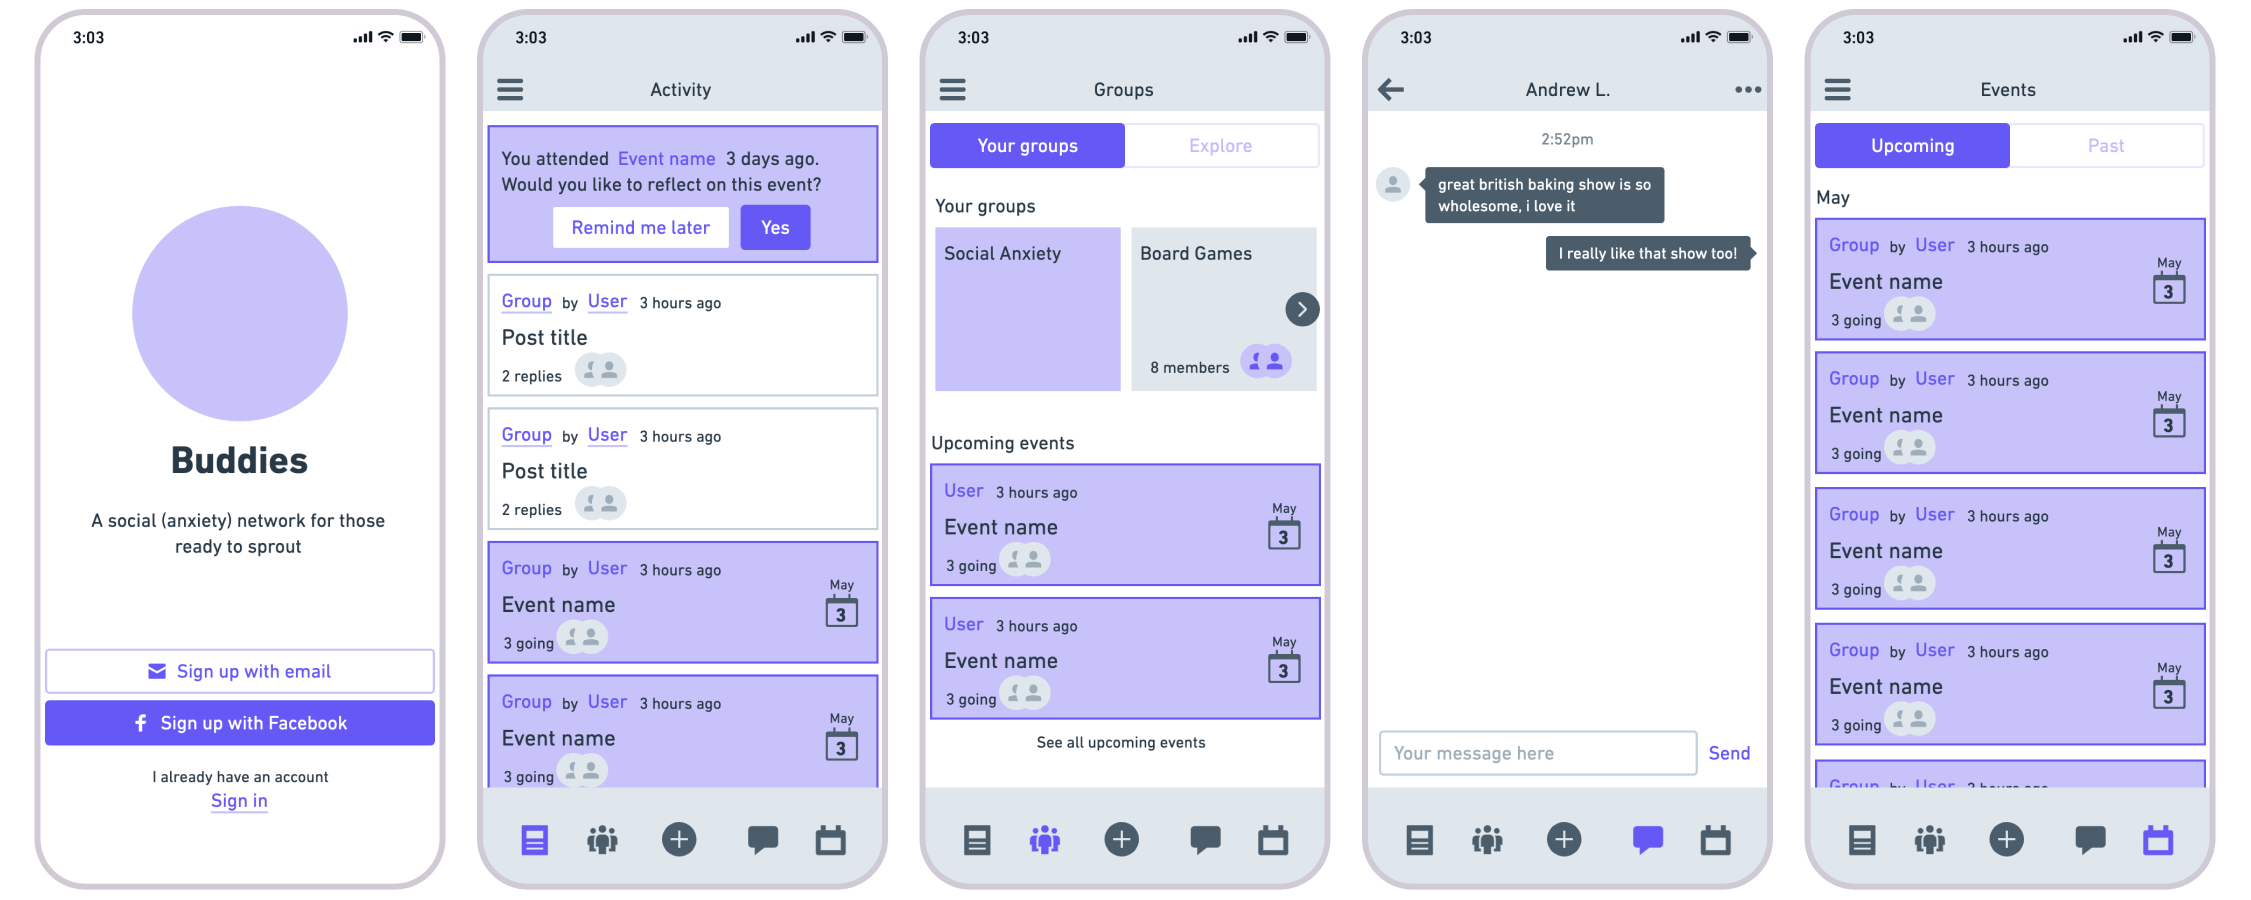 3:03
Buddies
A social (anxiety) network for those
ready to sprout
Sign up with email
Sign up with Facebook
I already have an account
Sign in
3:03
Activity
You attended Event name 3 days ago.
Would you like to reflect on this event?
Remind me later Yes
Group by User 3 hours ago
Post title
2 replies
Group by User 3 hours ago
Post title
2 replies
Group by User 3 hours ago
May
Event name
3
3 going
Group by User 3 hours ago
May
Event name
3
3 going
3:03
Groups
Your groups Explore
Your groups
Social Anxiety
Board Games
8 members
Upcoming events
User 3 hours ago
May
Event name
3
3 going
User 3 hours ago
May
Event name
3
3 going
See all upcoming events
3:03
Andrew L.
2:52pm
great british baking show is so
wholesome, i love it
I really like that show too!
Your message here Send
3:03
Events
Upcoming Past
May
Group by User 3 hours ago
May
Event name
3
3 going
Group by User 3 hours ago
May
Event name
3
3 going
Group by User 3 hours ago
May
Event name
3
3 going
Group by User 3 hours ago
May
Event name
3
3 going
Group by User 3 hours ago